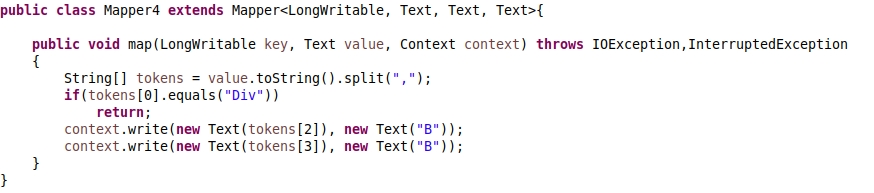 public class Mapper4 extends Mapper<LongWritable, Text, Text, Text>{
public void map(LongWritable key, Text value, Context context) throws IOException,InterruptedException
{
String[] tokens = value.toString().split(",");
if(tokens[0].equals("Div"))
return;
context.write(new Text(tokens[2]), new Text("B"));
context.write(new Text(tokens[3]), new Text("B"));
}
}